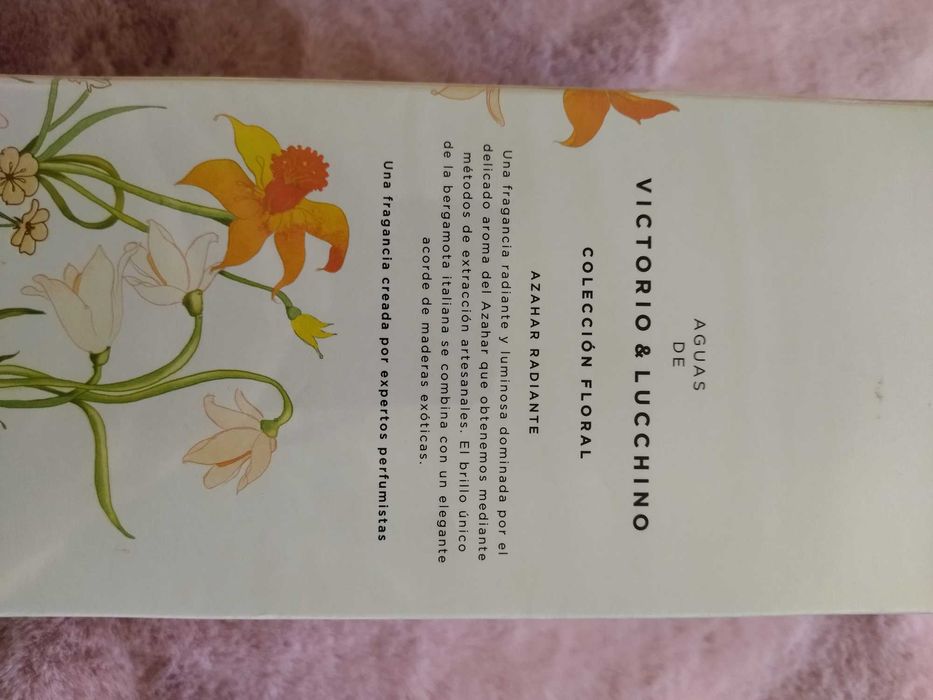 AGUAS
DE
VICTORIO & LUCCHINO
COLECCIÓN FLORAL
AZAHAR RADIANTE
Una fragancia radiante y luminosa dominada por el
delicado aroma del Azahar que obtenemos mediante
métodos de extracción artesanales. El brillo único
de la bergamota italiana se combina con un elegante
acorde de maderas exóticas.
Una fragancia creada por expertos perfumistas